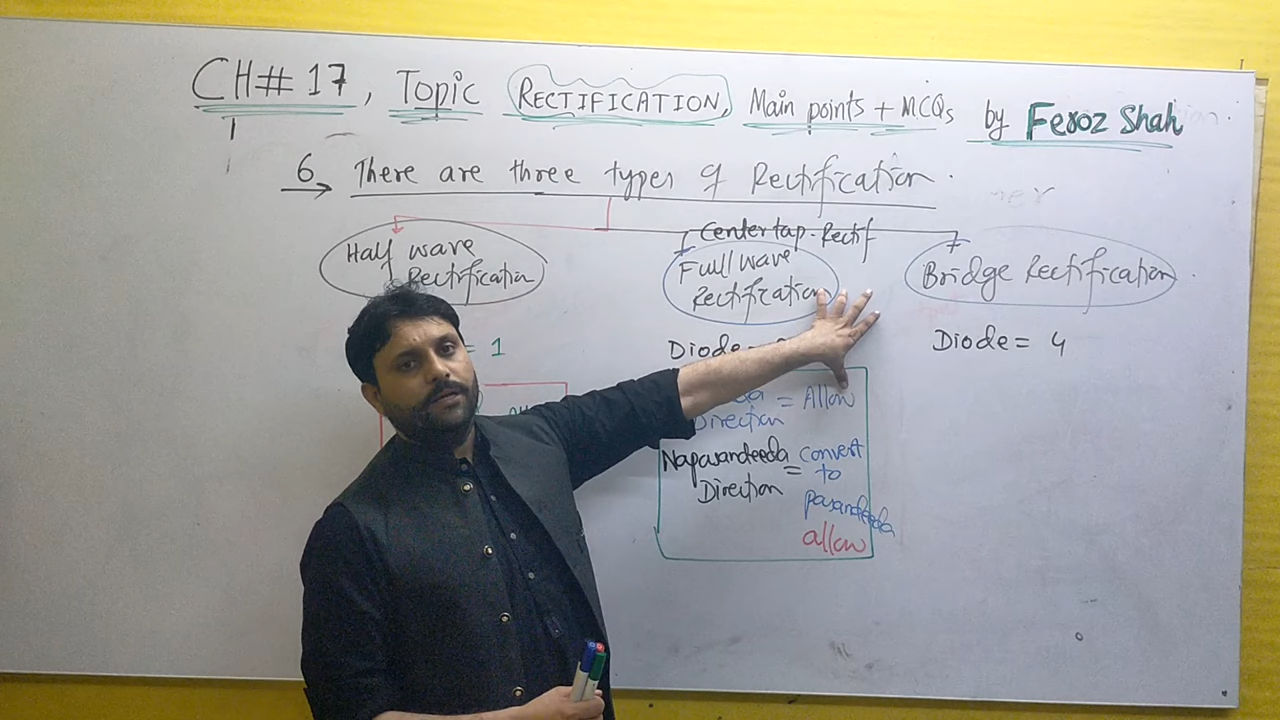 CH# 17, Topic RECTIFICATION, Main points + MCQs by Feroz Shah
6 There are three types of Rectification.
Centertap-Rectif
Half wave
Rectification
Full wave
Rectification
Bridge Rectification
= 1
Diode =
Diode = 4
Direction = Allow
Napasandeeda
Direction = convert
to
pasandeeda
allow